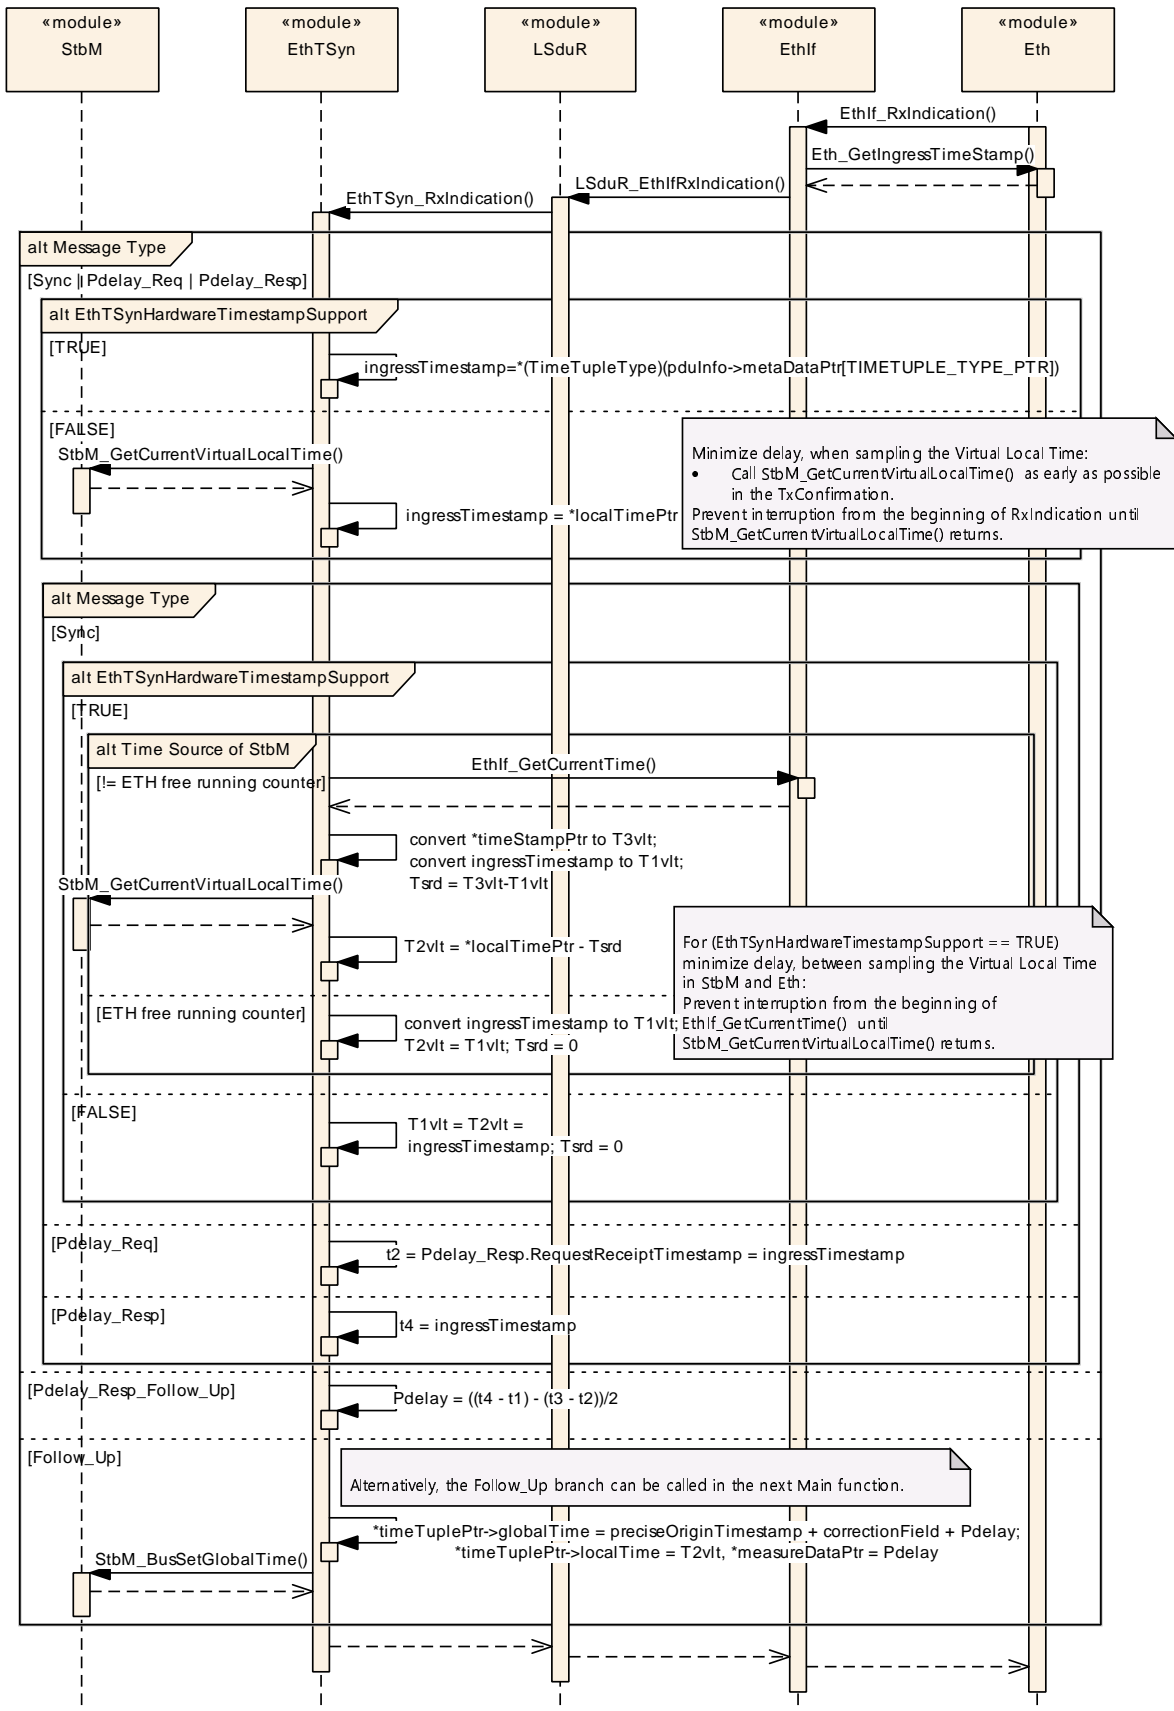 «module»
StbM
«module»
EthTSyn
«module»
LSduR
«module»
EthIf
«module»
Eth
EthIf_RxIndication()
Eth_GetIngressTimeStamp()
LSduR_EthIfRxIndication()
EthTSyn_RxIndication()
alt Message Type
[Sync | Pdelay_Req | Pdelay_Resp]
alt EthTSynHardwareTimestampSupport
[TRUE]
ingressTimestamp=*(TimeTupleType)(pduInfo->metaDataPtr[TIMETUPLE_TYPE_PTR])
[FALSE]
StbM_GetCurrentVirtualLocalTime()
Minimize delay, when sampling the Virtual Local Time:
• Call StbM_GetCurrentVirtualLocalTime() as early as possible
in the TxConfirmation.
Prevent interruption from the beginning of RxIndication until
StbM_GetCurrentVirtualLocalTime() returns.
ingressTimestamp = *localTimePtr
alt Message Type
[Sync]
alt EthTSynHardwareTimestampSupport
[TRUE]
alt Time Source of StbM
[!= ETH free running counter]
EthIf_GetCurrentTime()
convert *timeStampPtr to T3vlt;
convert ingressTimestamp to T1vlt;
Tsrd = T3vlt-T1vlt
StbM_GetCurrentVirtualLocalTime()
T2vlt = *localTimePtr - Tsrd
For (EthTSynHardwareTimestampSupport == TRUE)
minimize delay, between sampling the Virtual Local Time
in StbM and Eth:
Prevent interruption from the beginning of
EthIf_GetCurrentTime() until
StbM_GetCurrentVirtualLocalTime() returns.
[ETH free running counter]
convert ingressTimestamp to T1vlt;
T2vlt = T1vlt; Tsrd = 0
[FALSE]
T1vlt = T2vlt =
ingressTimestamp; Tsrd = 0
[Pdelay_Req]
t2 = Pdelay_Resp.RequestReceiptTimestamp = ingressTimestamp
[Pdelay_Resp]
t4 = ingressTimestamp
[Pdelay_Resp_Follow_Up]
Pdelay = ((t4 - t1) - (t3 - t2))/2
[Follow_Up]
Alternatively, the Follow_Up branch can be called in the next Main function.
*timeTuplePtr->globalTime = preciseOriginTimestamp + correctionField + Pdelay;
*timeTuplePtr->localTime = T2vlt, *measureDataPtr = Pdelay
StbM_BusSetGlobalTime()